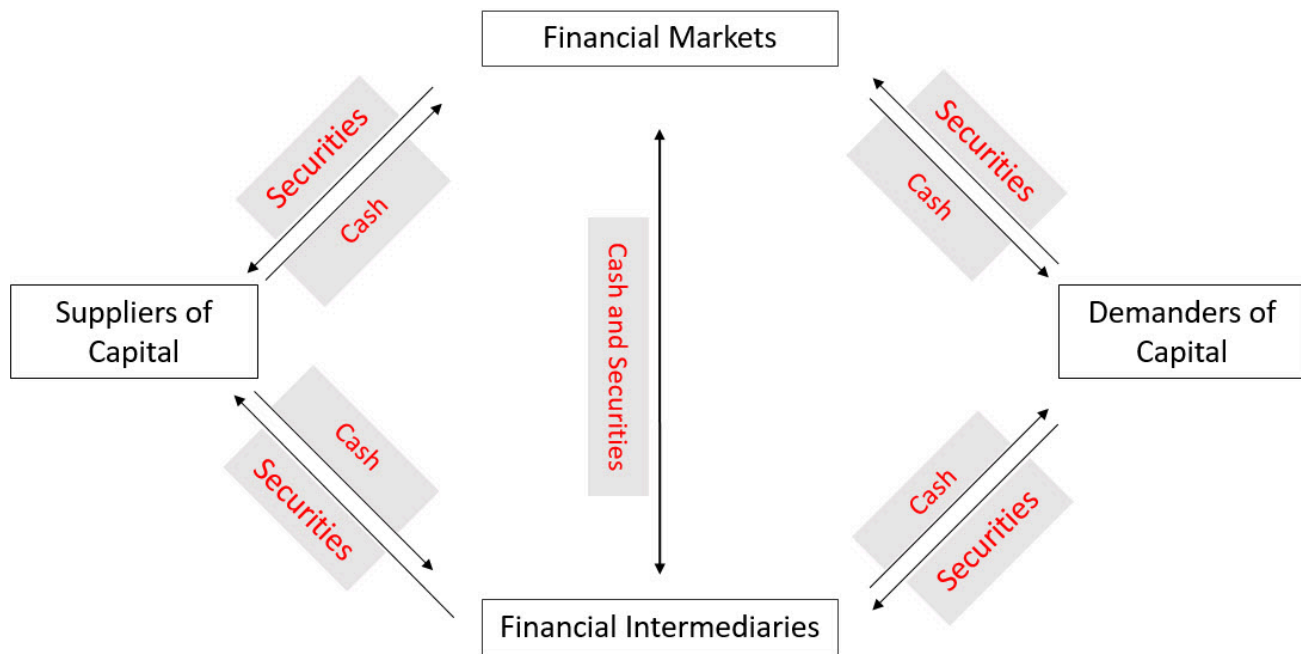 Financial Markets
Securities
Cash
Securities
Cash
Suppliers of
Capital
Cash and Securities
Demanders of
Capital
Cash
Securities
Cash
Securities
Financial Intermediaries